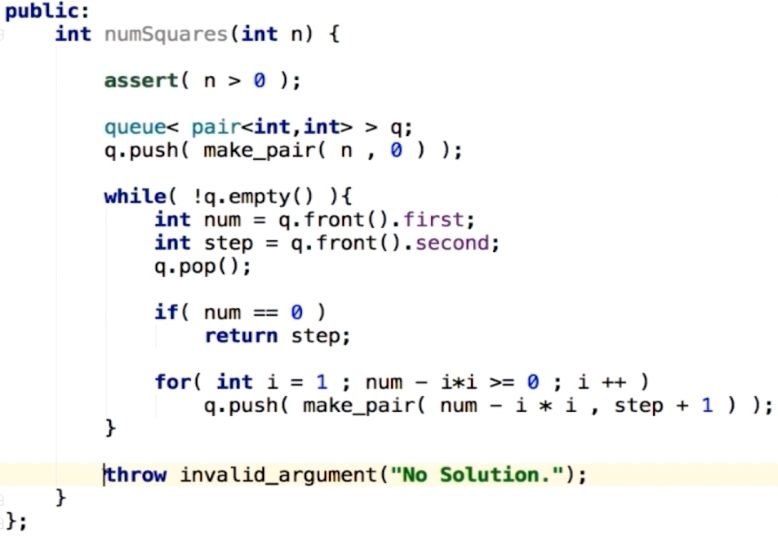 public:
    int numSquares(int n) {
        assert( n > 0 );
        queue< pair<int,int> > q;
        q.push( make_pair( n , 0 ) );
        while( !q.empty() ){
            int num = q.front().first;
            int step = q.front().second;
            q.pop();
            if( num == 0 )
                return step;
            for( int i = 1 ; num - i*i >= 0 ; i ++ )
                q.push( make_pair( num - i * i , step + 1 ) );
        }
        throw invalid_argument("No Solution.");
    }
};